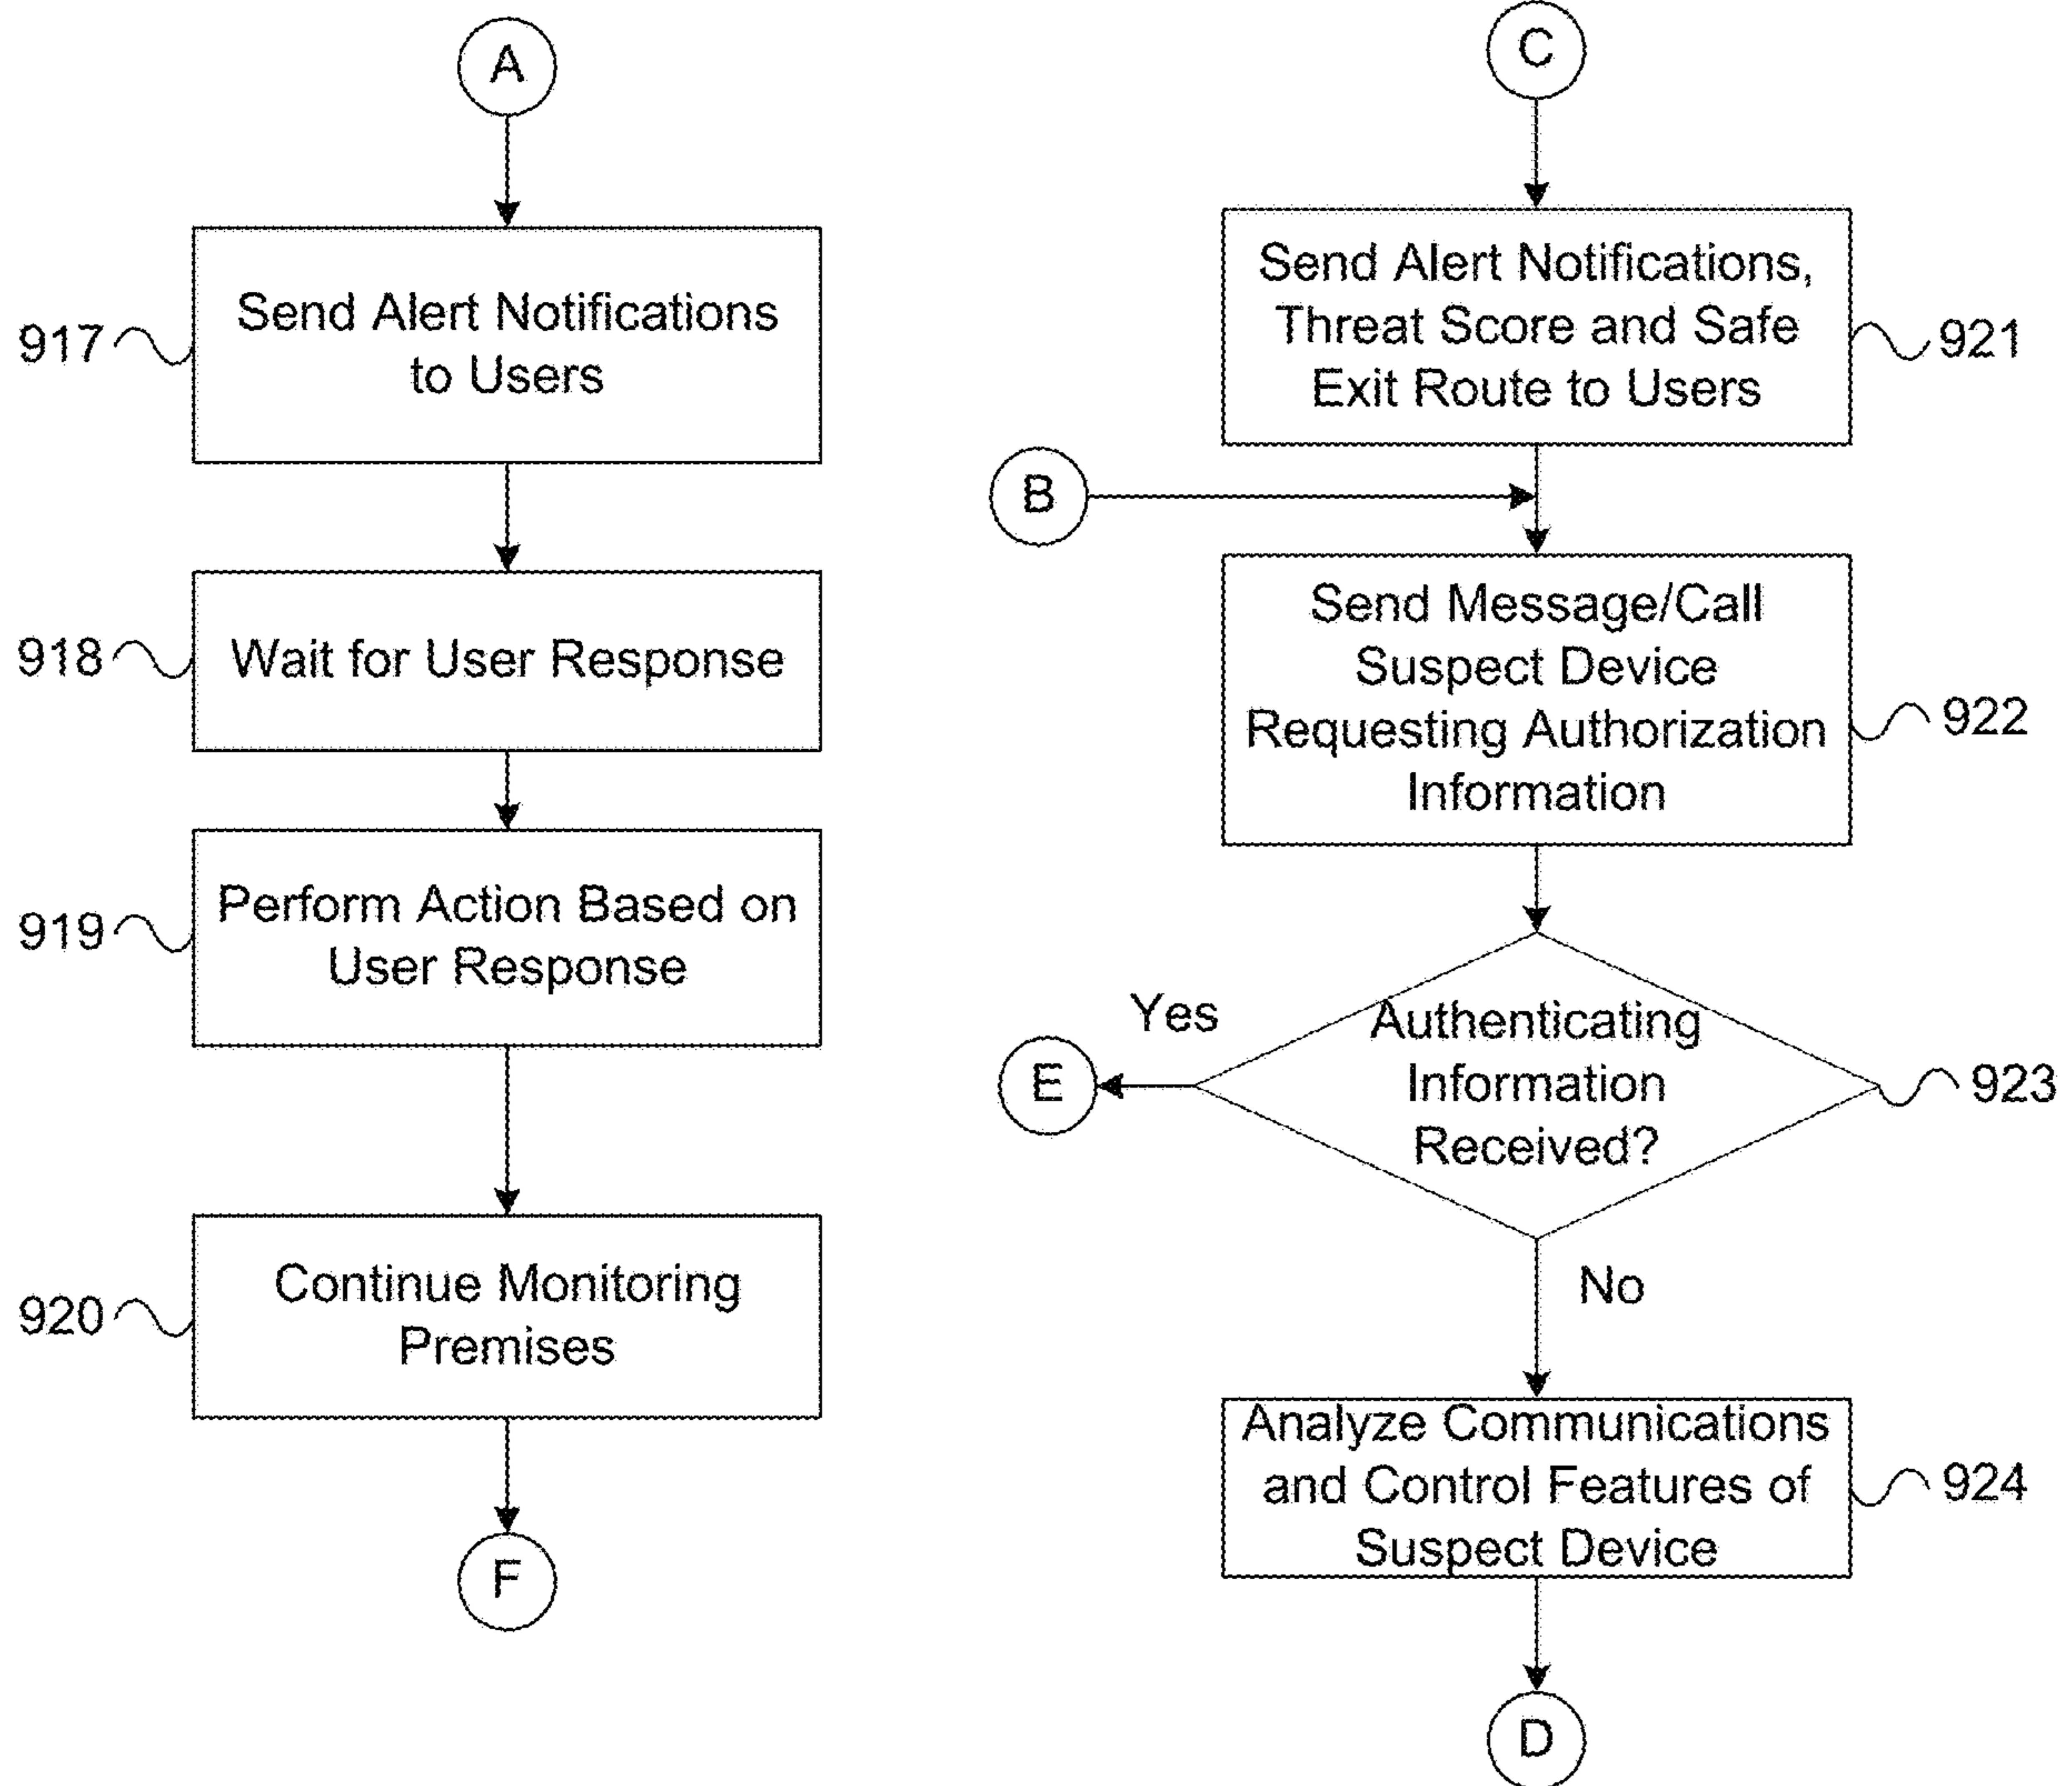 A
917
Send Alert Notifications
to Users
918
Wait for User Response
919
Perform Action Based on
User Response
920
Continue Monitoring
Premises
F
C
Send Alert Notifications,
Threat Score and Safe
Exit Route to Users
921
B
Send Message/Call
Suspect Device
Requesting Authorization
Information
922
Yes
E
Authenticating
Information
Received?
923
No
Analyze Communications
and Control Features of
Suspect Device
924
D